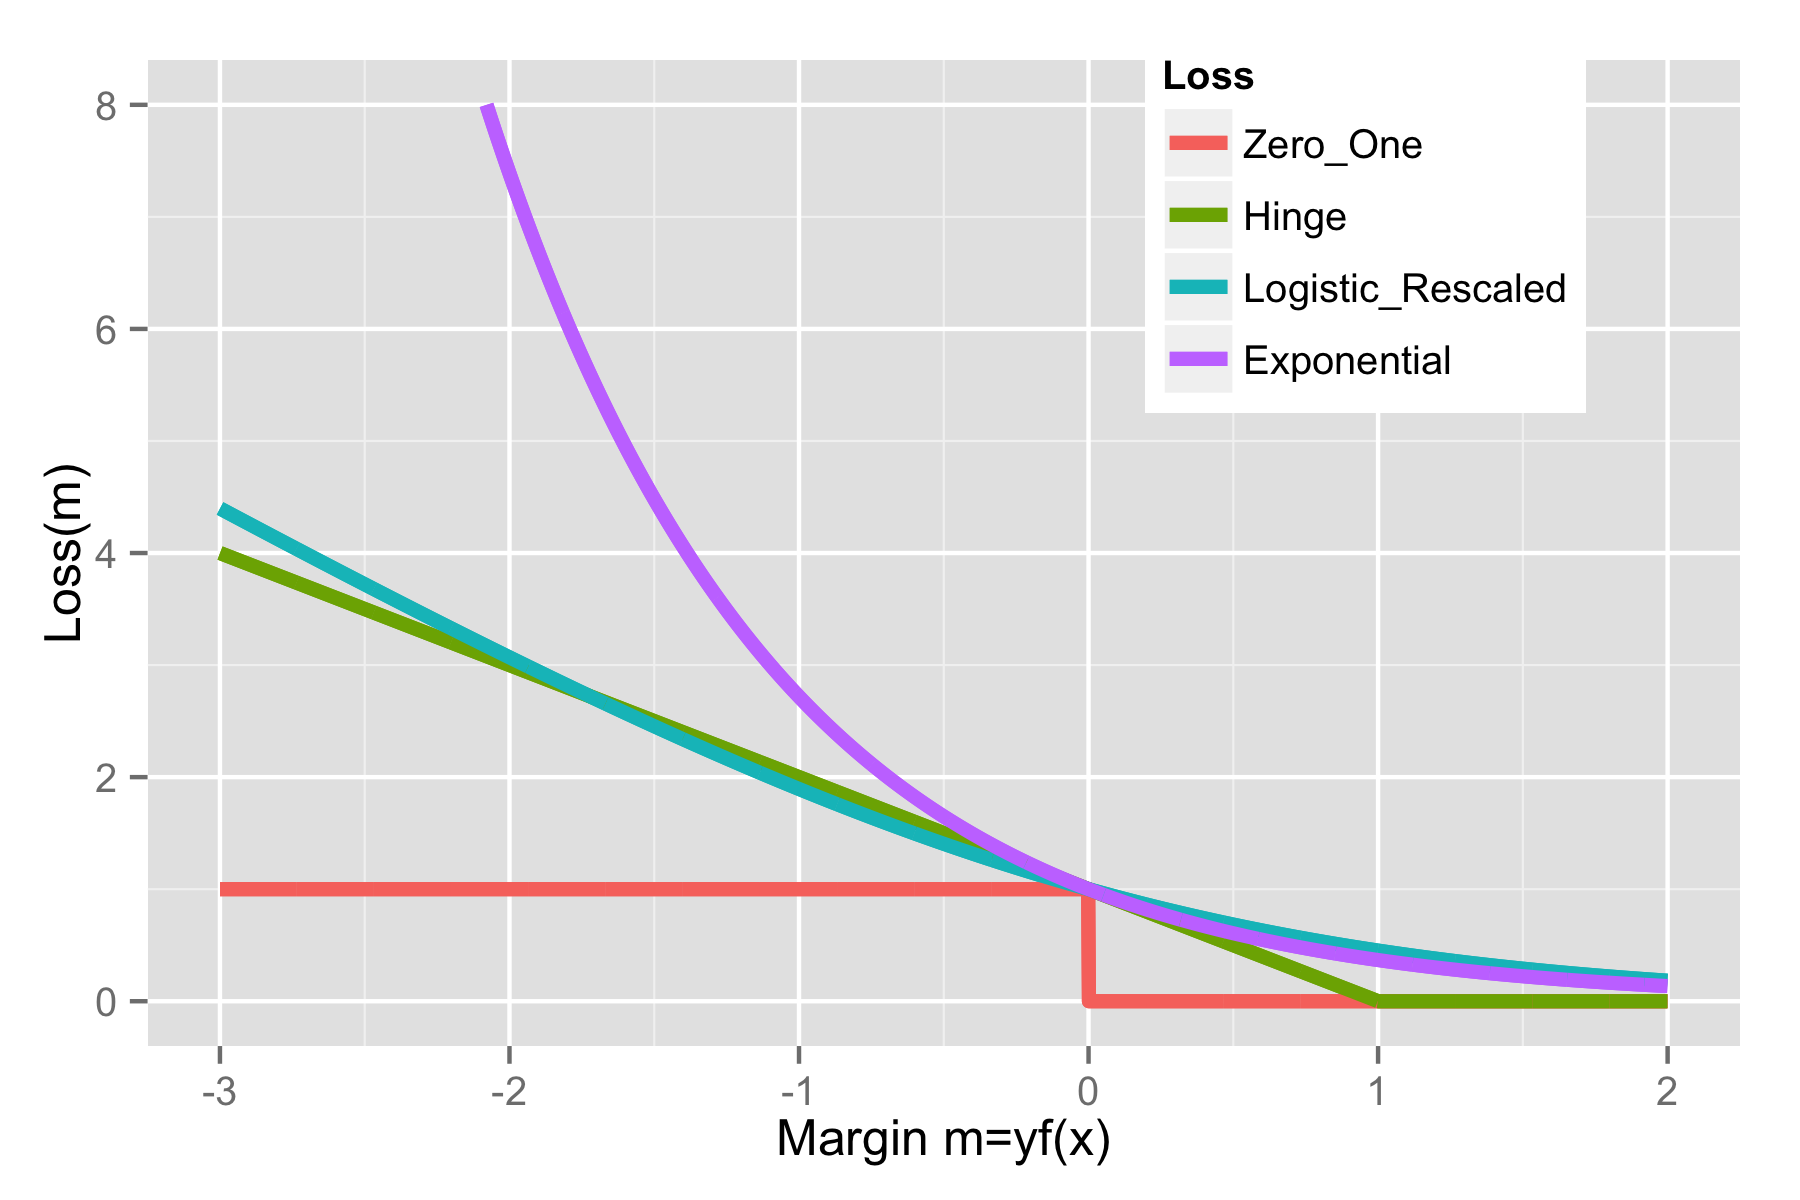 Loss
Zero_One
Hinge
Logistic_Rescaled
Exponential
Loss(m)
8
6
4
2
0
-3 -2 -1 0 1 2
Margin m=yf(x)